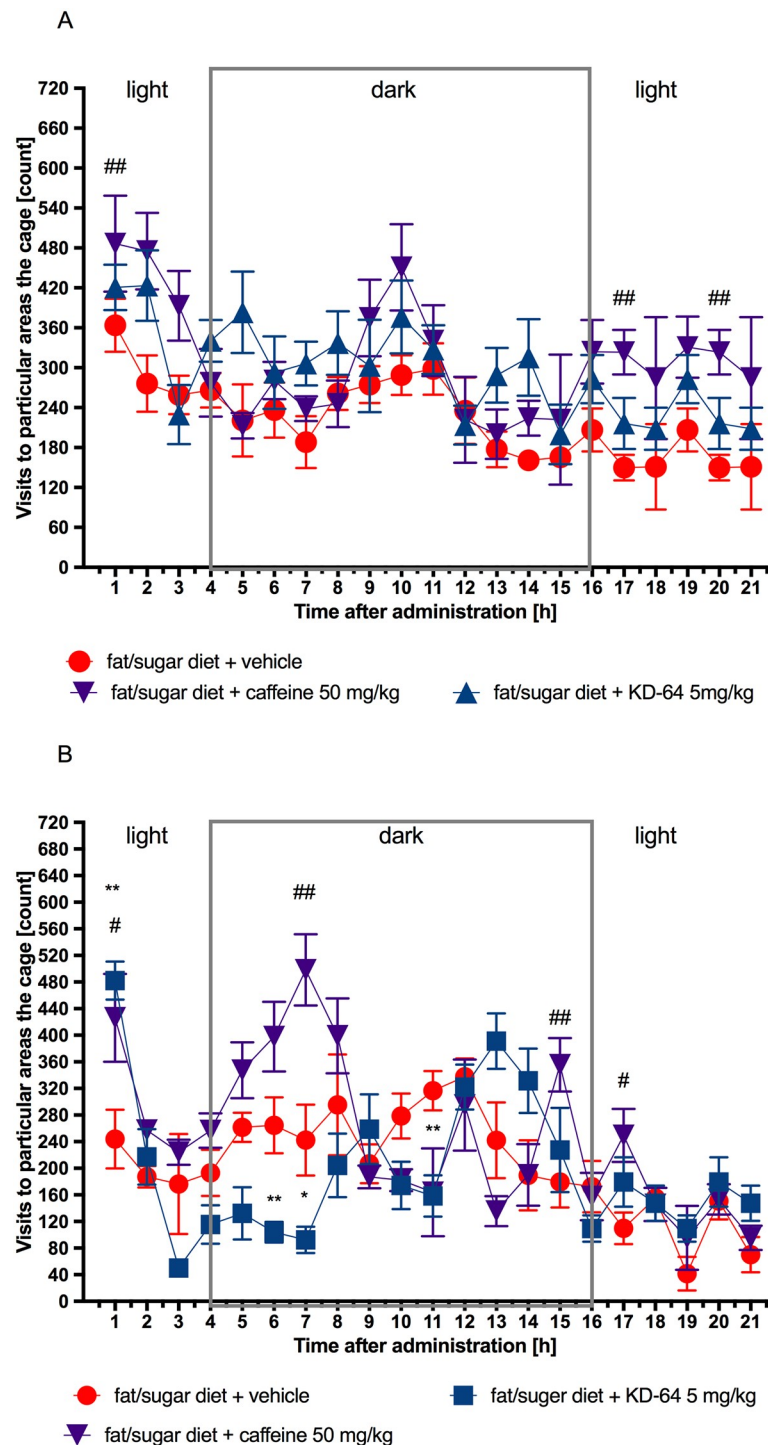 A
light
dark
light
720
660
600
540
480
420
360
300
240
180
120
60
0
##
##
##
Visits to particular areas the cage [count]
1 2 3 4 5 6 7 8 9 10 11 12 13 14 15 16 17 18 19 20 21
Time after administration [h]
fat/sugar diet + vehicle
fat/sugar diet + caffeine 50 mg/kg
fat/sugar diet + KD-64 5mg/kg
B
light
dark
light
720
680
640
600
560
520
480
440
400
360
320
280
240
200
160
120
80
40
0
**
#
##
**
*
**
##
#
Visits to particular areas the cage [count]
1 2 3 4 5 6 7 8 9 10 11 12 13 14 15 16 17 18 19 20 21
Time after administration [h]
fat/sugar diet + vehicle
fat/suger diet + KD-64 5 mg/kg
fat/sugar diet + caffeine 50 mg/kg